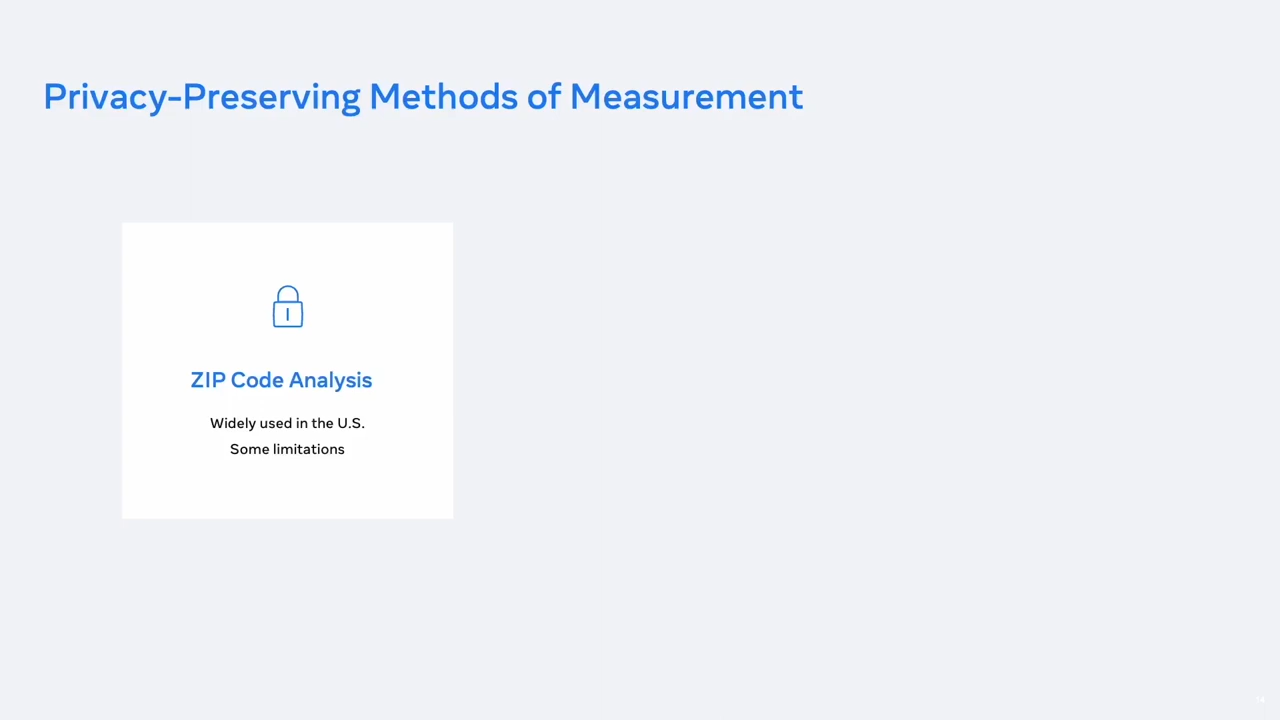 Privacy-Preserving Methods of Measurement
ZIP Code Analysis
Widely used in the U.S.
Some limitations